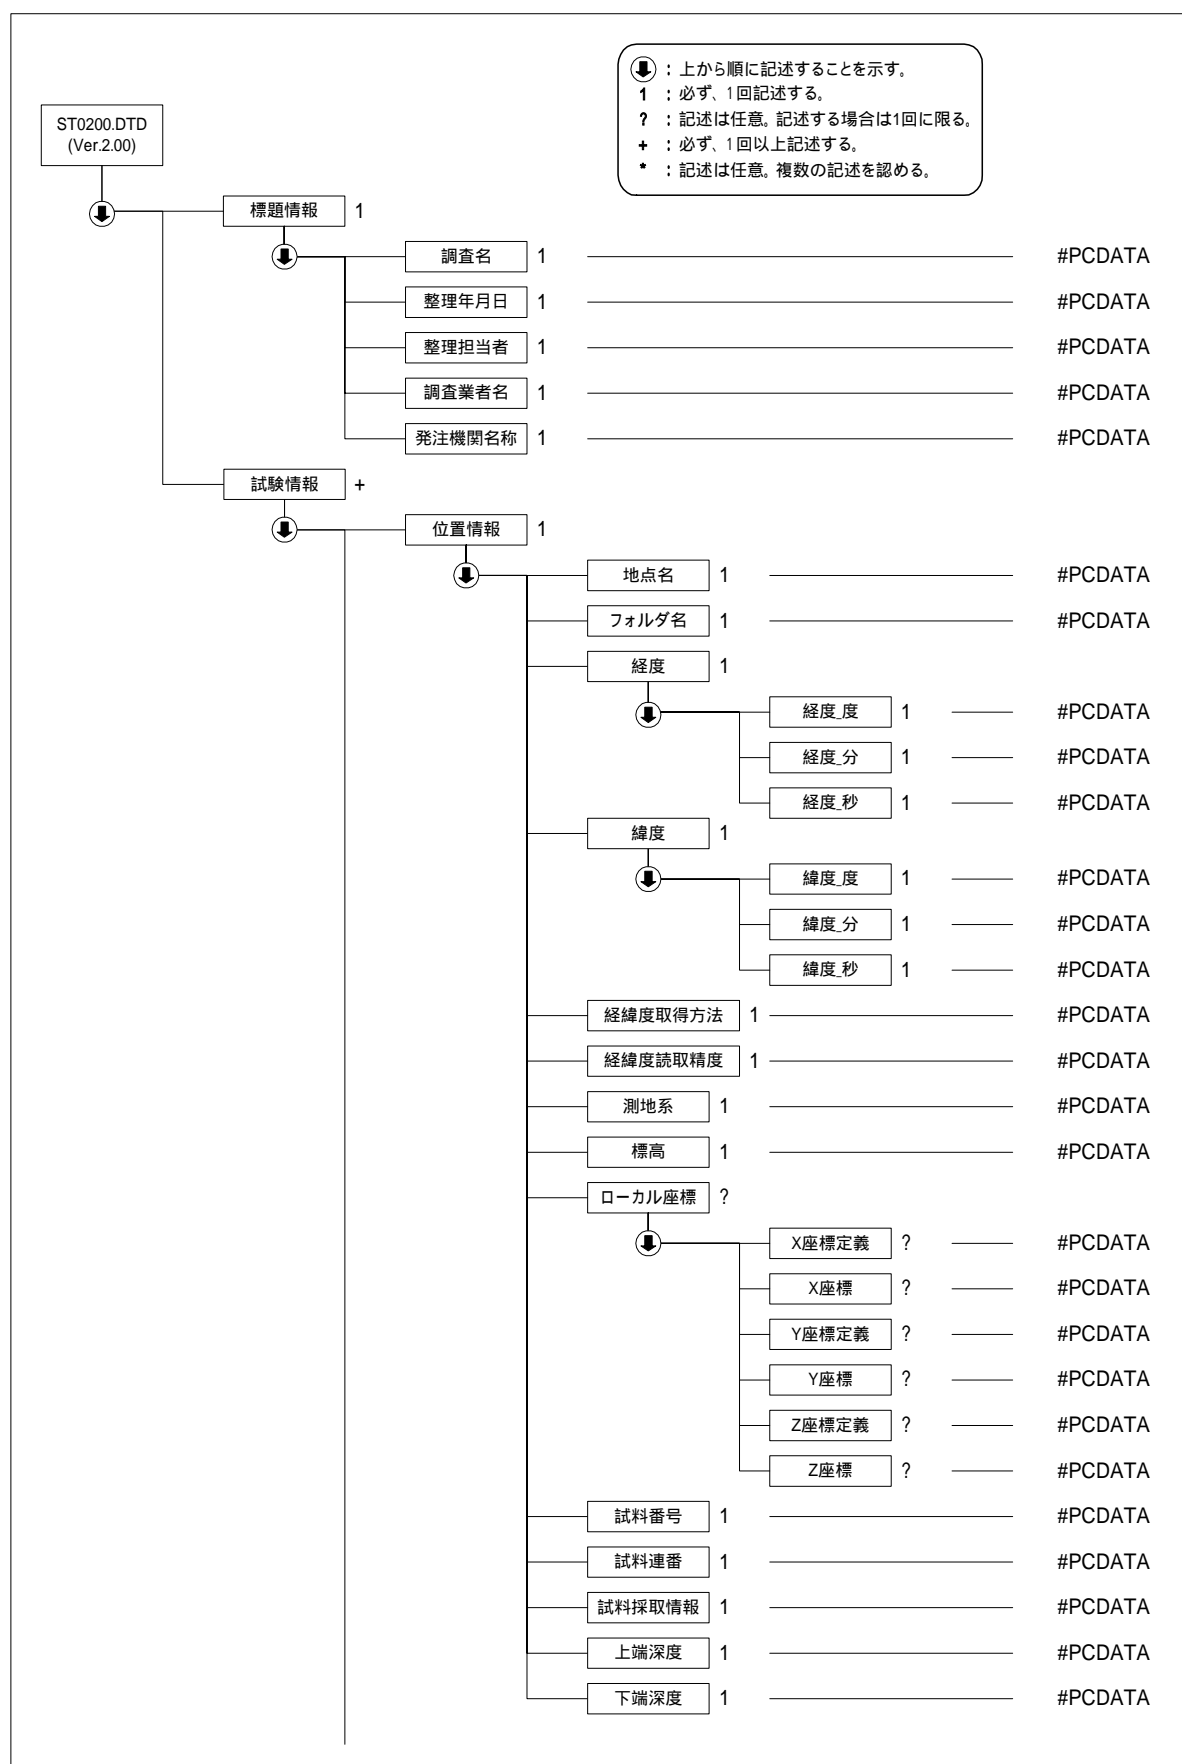 : 上から順に記述することを示す。
1 : 必ず、1回記述する。
? : 記述は任意。記述する場合は1回に限る。
+ : 必ず、1回以上記述する。
* : 記述は任意。複数の記述を認める。
ST0200.DTD
(Ver.2.00)
標題情報 1
調査名 1 #PCDATA
整理年月日 1 #PCDATA
整理担当者 1 #PCDATA
調査業者名 1 #PCDATA
発注機関名称 1 #PCDATA
試験情報 +
位置情報 1
地点名 1 #PCDATA
フォルダ名 1 #PCDATA
経度 1
経度_度 1 #PCDATA
経度_分 1 #PCDATA
経度_秒 1 #PCDATA
緯度 1
緯度_度 1 #PCDATA
緯度_分 1 #PCDATA
緯度_秒 1 #PCDATA
経緯度取得方法 1 #PCDATA
経緯度読取精度 1 #PCDATA
測地系 1 #PCDATA
標高 1 #PCDATA
ローカル座標 ?
X座標定義 ? #PCDATA
X座標 ? #PCDATA
Y座標定義 ? #PCDATA
Y座標 ? #PCDATA
Z座標定義 ? #PCDATA
Z座標 ? #PCDATA
試料番号 1 #PCDATA
試料連番 1 #PCDATA
試料採取情報 1 #PCDATA
上端深度 1 #PCDATA
下端深度 1 #PCDATA